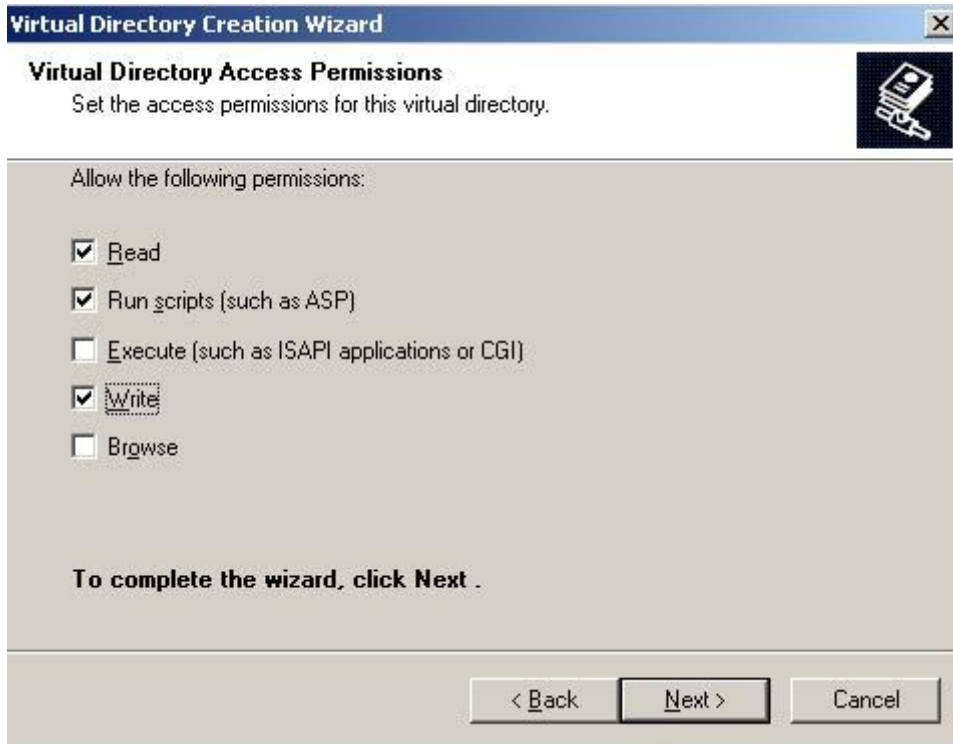 Virtual Directory Creation Wizard
Virtual Directory Access Permissions
Set the access permissions for this virtual directory.
Allow the following permissions:
Read
Run scripts (such as ASP)
Execute (such as ISAPI applications or CGI)
Write
Browse
To complete the wizard, click Next .
< Back Next > Cancel